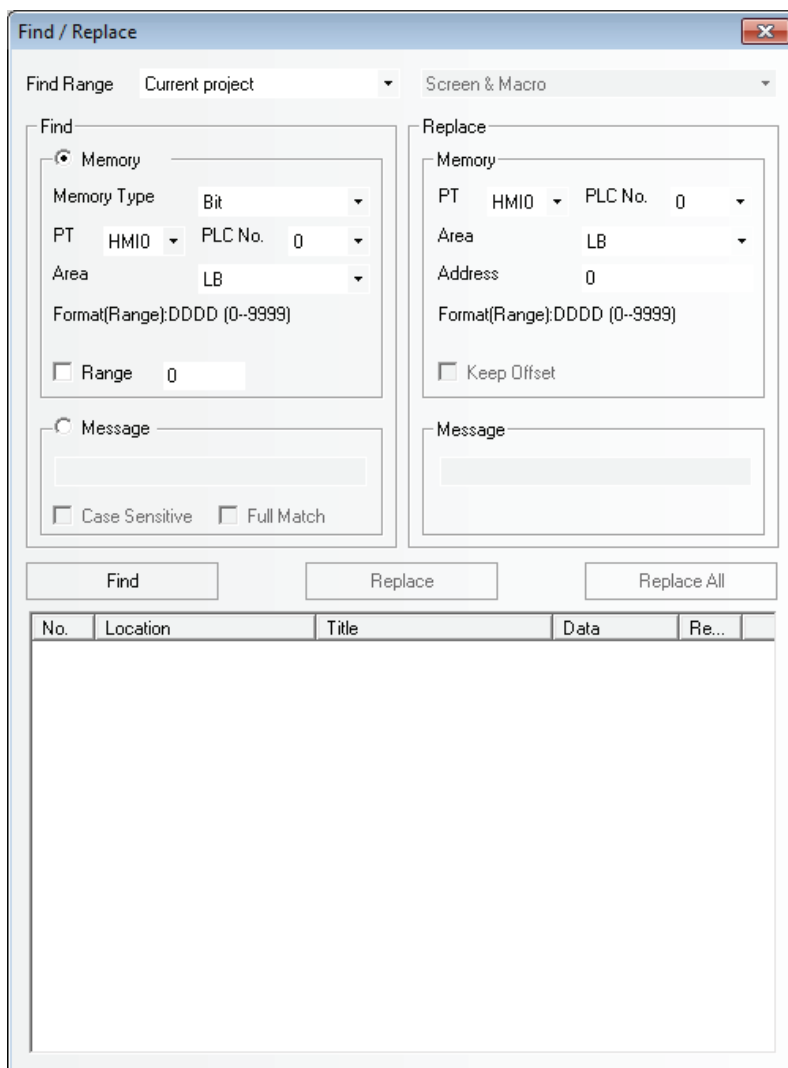 Find / Replace
Find Range Current project Screen & Macro
Find
Memory
Memory Type Bit
PT HMI0 PLC No. 0
Area LB
Format(Range):DDDD (0--9999)
Range 0
Message
Case Sensitive Full Match
Replace
Memory
PT HMI0 PLC No. 0
Area LB
Address 0
Format(Range):DDDD (0--9999)
Keep Offset
Message
Find Replace Replace All
No. Location Title Data Re...